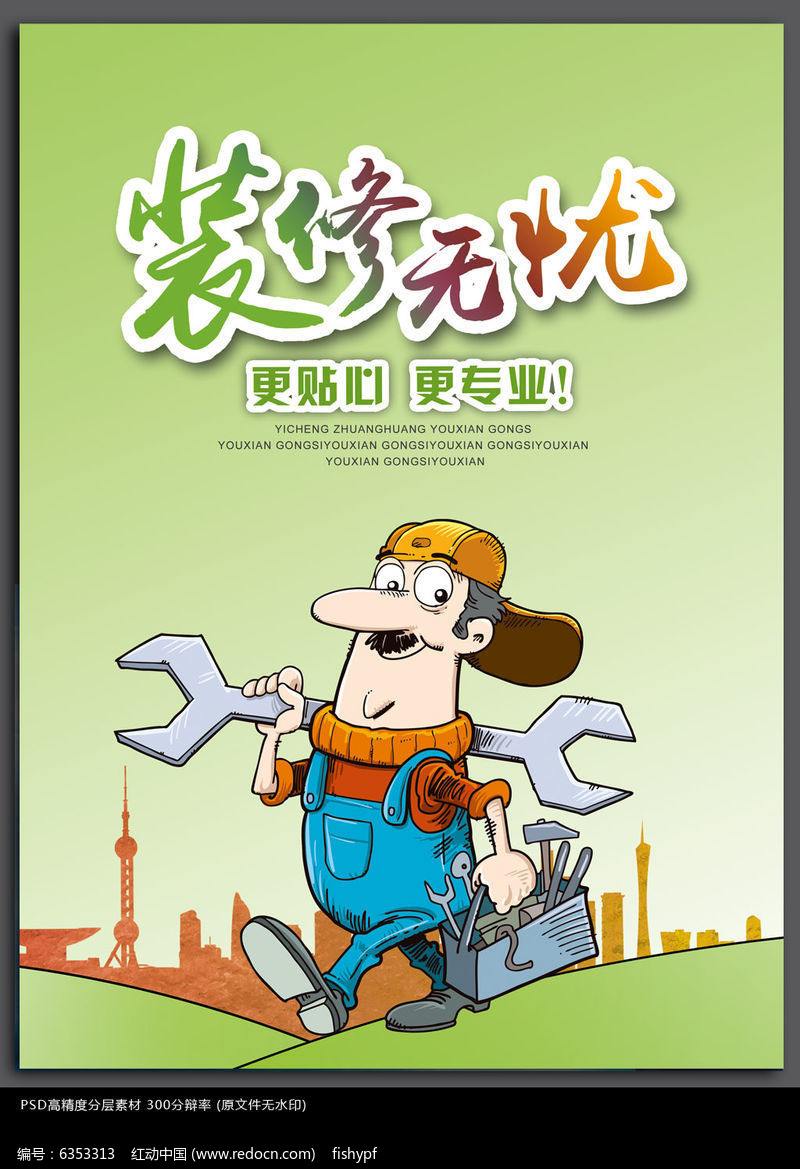 装修无忧
更贴心 更专业!
YICHENG ZHUANGHUANG YOUXIAN GONGS
YOUXIAN GONGSIYOUXIAN GONGSIYOUXIAN GONGSIYOUXIAN
YOUXIAN GONGSIYOUXIAN
PSD高精度分层素材 300分辩率 (原文件无水印)
编号：6353313 红动中国 (www.redocn.com) fishypf